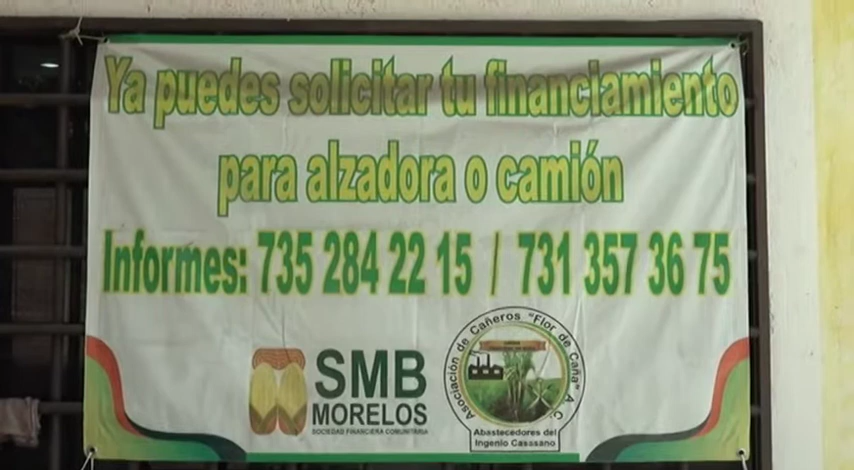 Ya puedes solicitar tu financiamiento
para alzadora o camión
Informes: 735 284 22 15 / 731 357 36 75
SMB
MORELOS
SOCIEDAD FINANCIERA COMUNITARIA
Asociación de Cañeros "Flor de Caña" A. C.
Abastecedores del
Ingenio Casasano